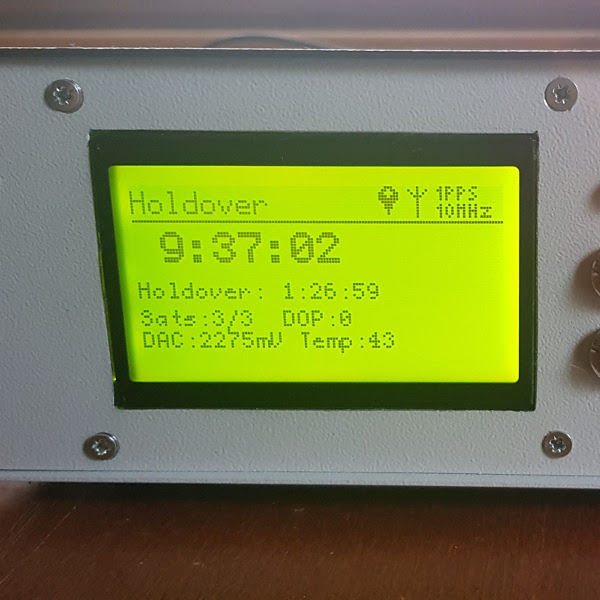 Holdover 1PPS
10MHz
9:37:02
Holdover: 1:26:59
Sats:3/3 DOP:0
DAC:2275mV Temp:43